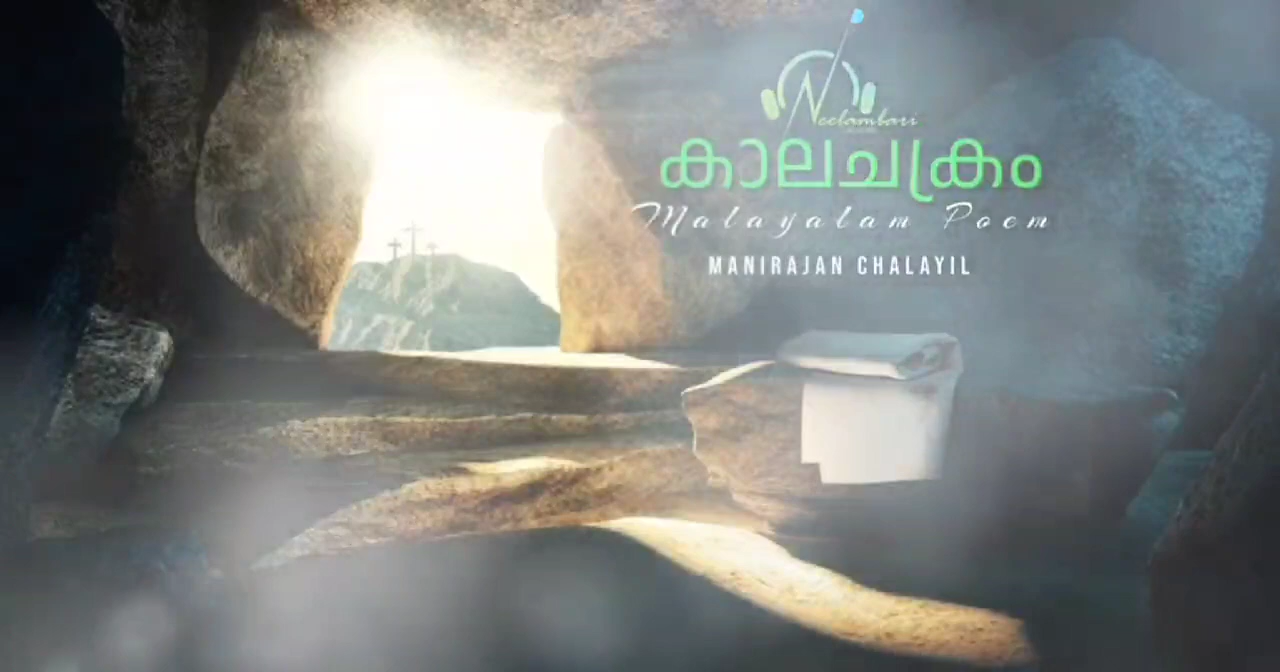 Neelambari
കാലചക്രം
Malayalam Poem
MANIRAJAN CHALAYIL